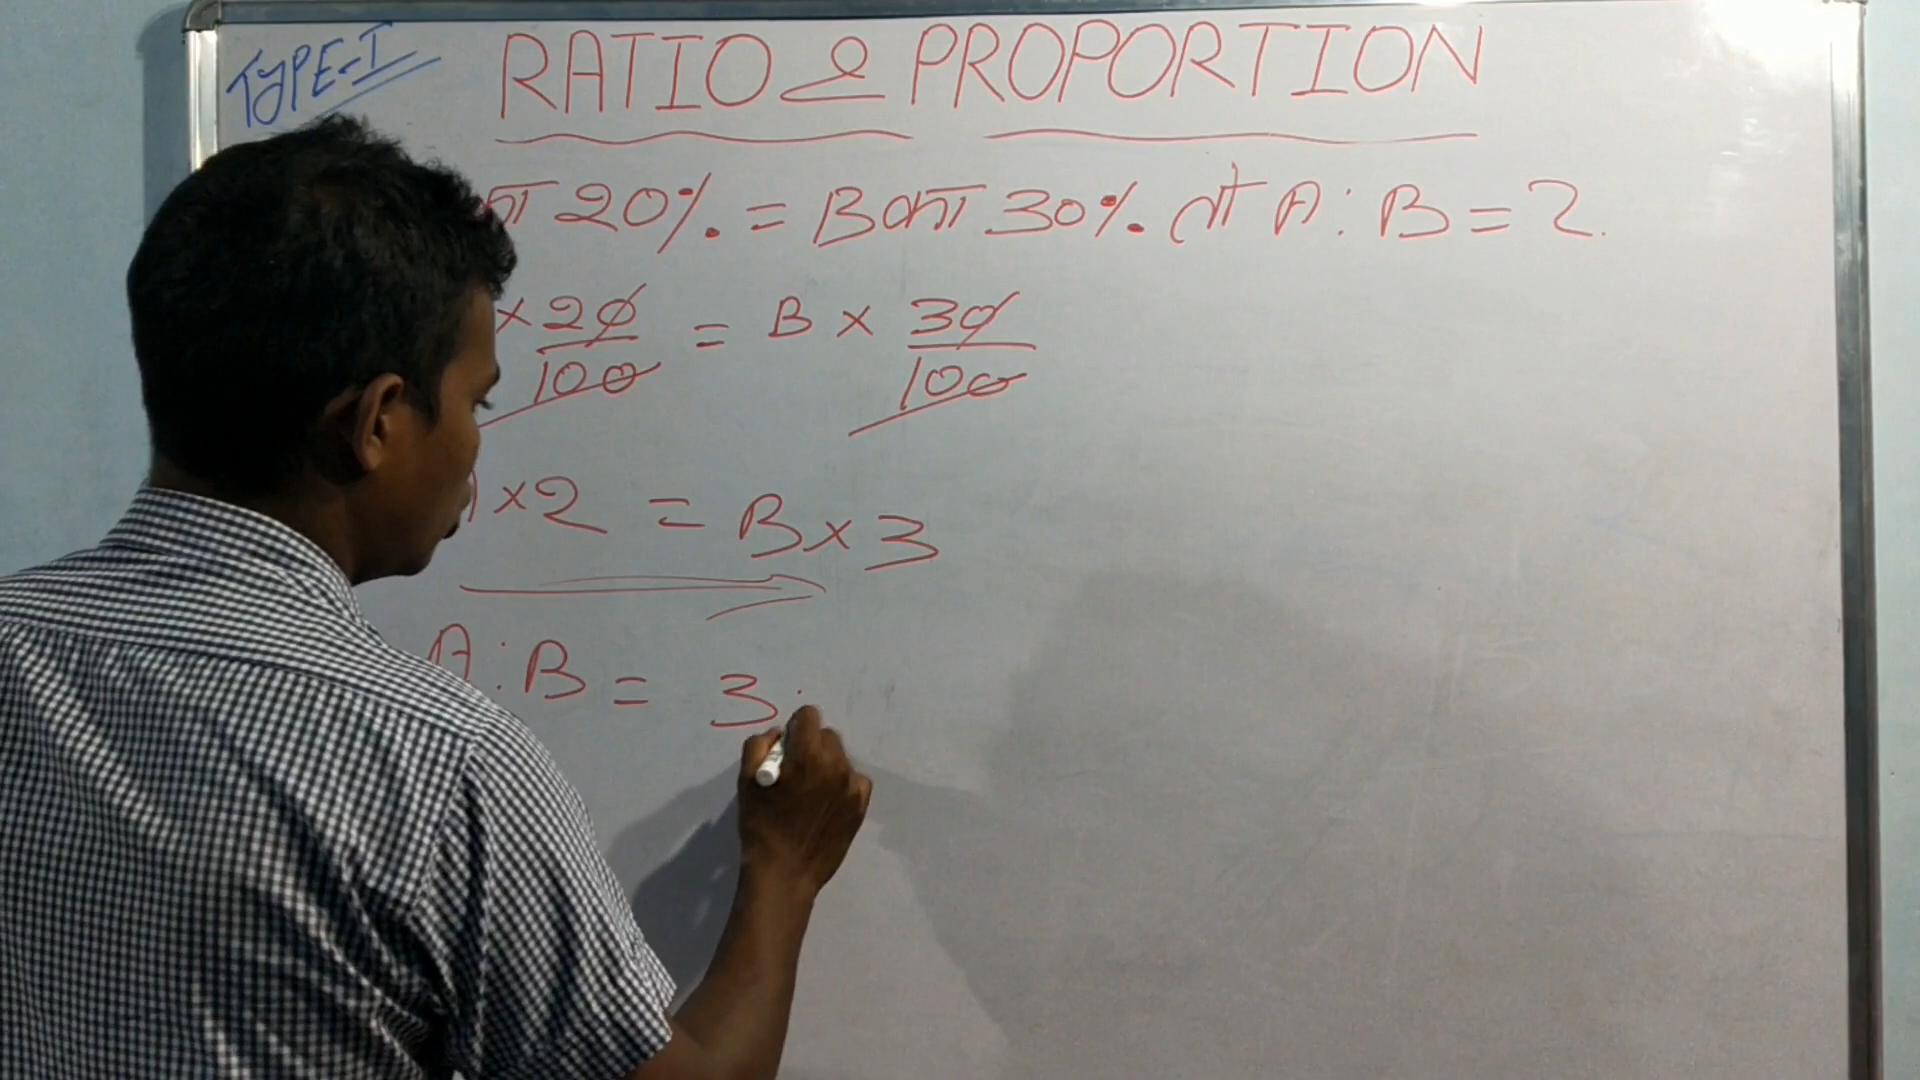 TYPE-I
RATIO & PROPORTION
का 20% = B का 30% तो A : B = ?
× 20/100 = B × 30/100
A × 2 = B × 3
A : B = 3 :